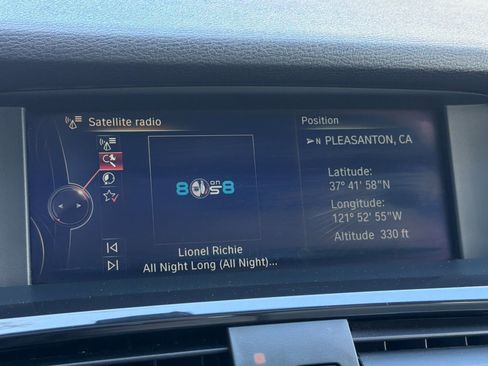 Satellite radio
8 on 8
80s
Lionel Richie
All Night Long (All Night)...
Position
N PLEASANTON, CA
Latitude:
37° 41' 58"N
Longitude:
121° 52' 55"W
Altitude 330 ft